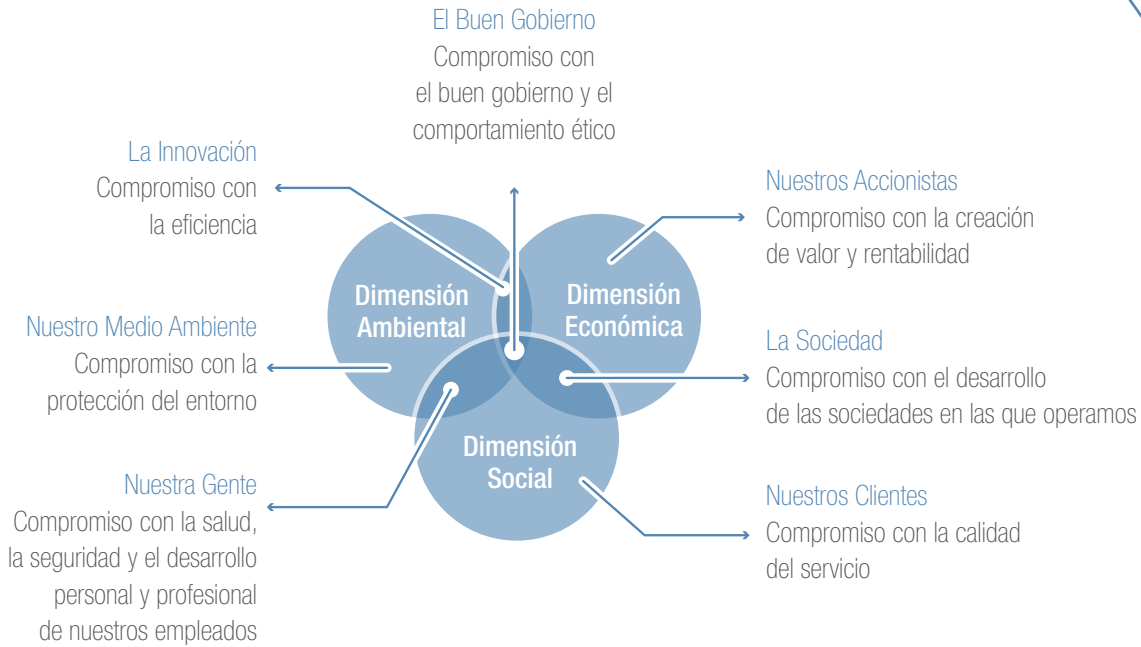 El Buen Gobierno
Compromiso con
el buen gobierno y el
comportamiento ético
La Innovación
Compromiso con
la eficiencia
Nuestro Medio Ambiente
Compromiso con la
protección del entorno
Nuestra Gente
Compromiso con la salud,
la seguridad y el desarrollo
personal y profesional
de nuestros empleados
Dimensión
Ambiental
Dimensión
Económica
Dimensión
Social
Nuestros Accionistas
Compromiso con la creación
de valor y rentabilidad
La Sociedad
Compromiso con el desarrollo
de las sociedades en las que operamos
Nuestros Clientes
Compromiso con la calidad
del servicio